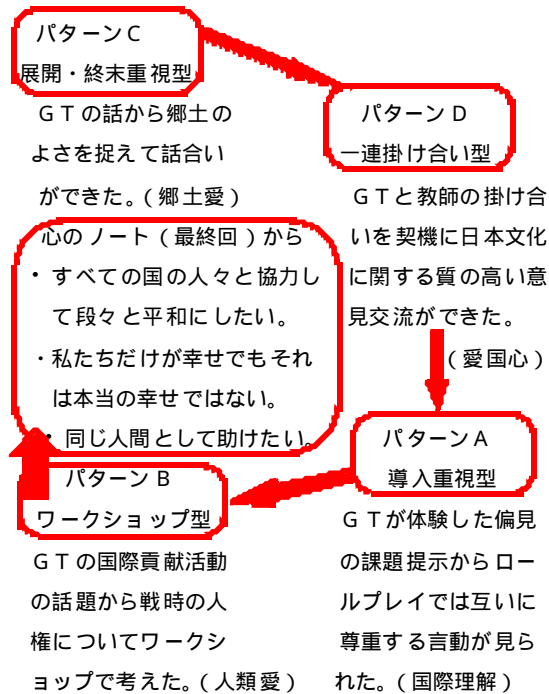 パターンC
展開・終末重視型
GTの話から郷土の
よさを捉えて話合い
ができた。(郷土愛)
パターンD
一連掛け合い型
GTと教師の掛け合
いを契機に日本文化
に関する質の高い意
見交流ができた。
(愛国心)
パターンA
導入重視型
GTが体験した偏見
の課題提示からロー
ルプレイでは互いに
尊重する言動が見ら
れた。(国際理解)
パターンB
ワークショップ型
GTの国際貢献活動
の話題から戦時の人
権についてワークシ
ョップで考えた。(人類愛)
心のノート(最終回)から
・すべての国の人々と協力し
て段々と平和にしたい。
・私たちだけが幸せでもそれ
は本当の幸せではない。
・同じ人間として助けたい。